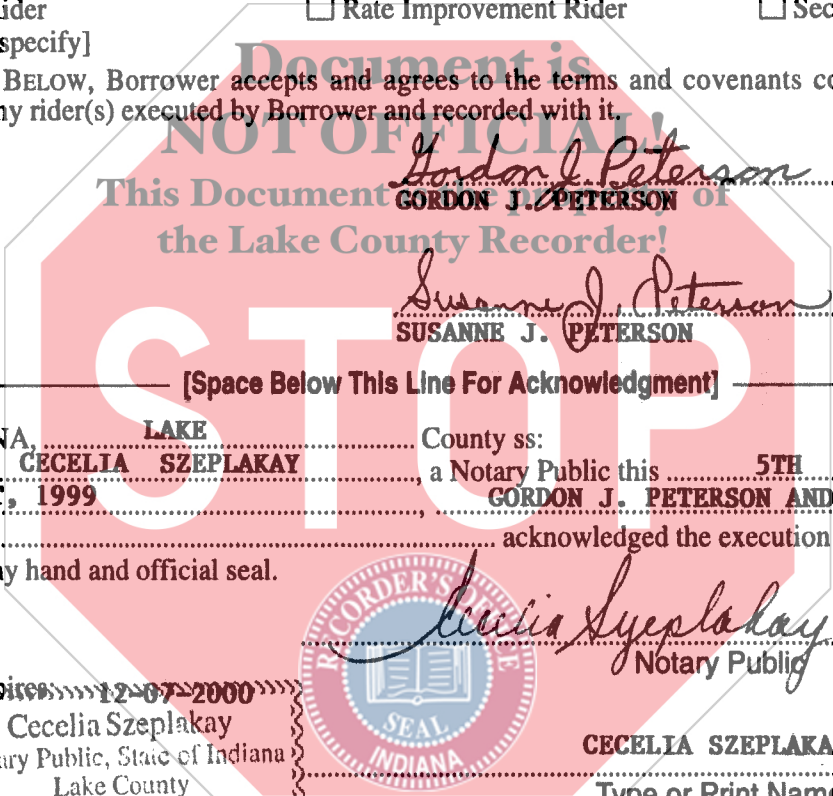 ider ☐ Rate Improvement Rider ☐ Sec
specify]
BELOW, Borrower accepts and agrees to the terms and covenants co
ny rider(s) executed by Borrower and recorded with it.
Document is
NOT OFFICIAL!
This Document is the property of
the Lake County Recorder!
STOP
Gordon J. Peterson
GORDON J. PETERSON
Susanne J. Peterson
SUSANNE J. PETERSON
[Space Below This Line For Acknowledgment]
NA, LAKE County ss:
CECELIA SZEPLAKAY, a Notary Public this 5TH
, 1999, GORDON J. PETERSON AND
acknowledged the execution
y hand and official seal.
Cecelia Szeplakay
Notary Public
RECORDER'S OFFICE
SEAL
INDIANA
pires: 12-07-2000
Cecelia Szeplakay
ary Public, State of Indiana
Lake County
CECELIA SZEPLAKA
Type or Print Name